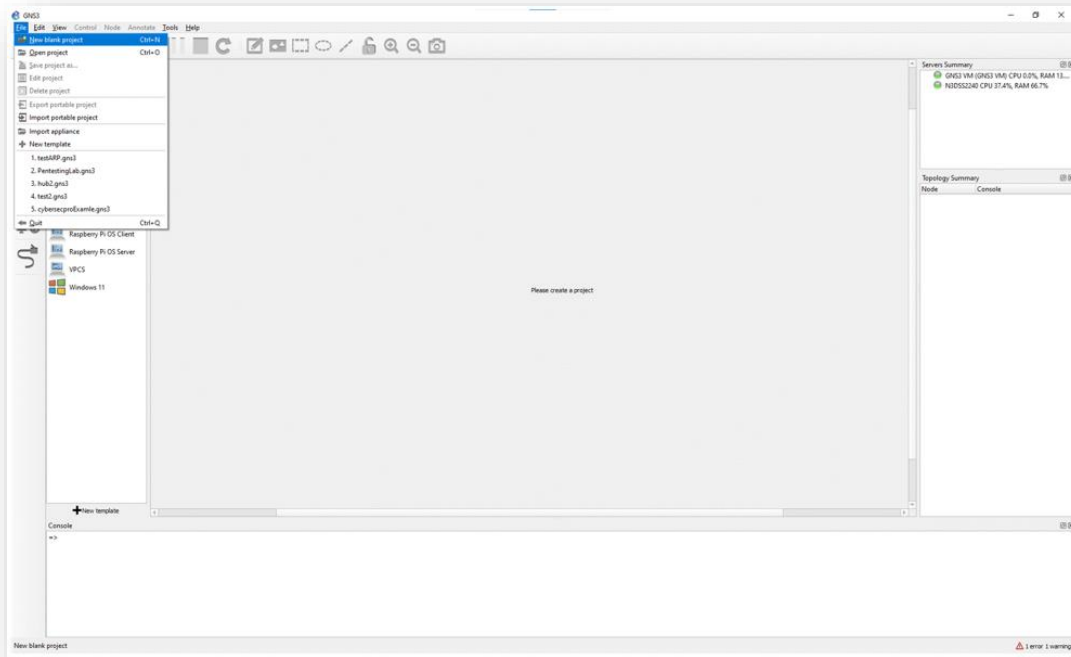 GNS3
File Edit View Control Node Annotate Tools Help
New blank project Ctrl+N
Open project Ctrl+O
Save project as...
Edit project
Delete project
Export portable project
Import portable project
Import appliance
New template
1. testARP.gns3
2. PentestingLab.gns3
3. hub2.gns3
4. test2.gns3
5. cybersecproExamle.gns3
Quit Ctrl+Q
Raspberry Pi OS Client
Raspberry Pi OS Server
VPCS
Windows 11
New template
Please create a project
Servers Summary
GNS3 VM (GNS3 VM) CPU 0.0%, RAM 13....
N3DSS2240 CPU 37.4%, RAM 66.7%
Topology Summary
Node Console
Console
=>
New blank project
1 error 1 warning